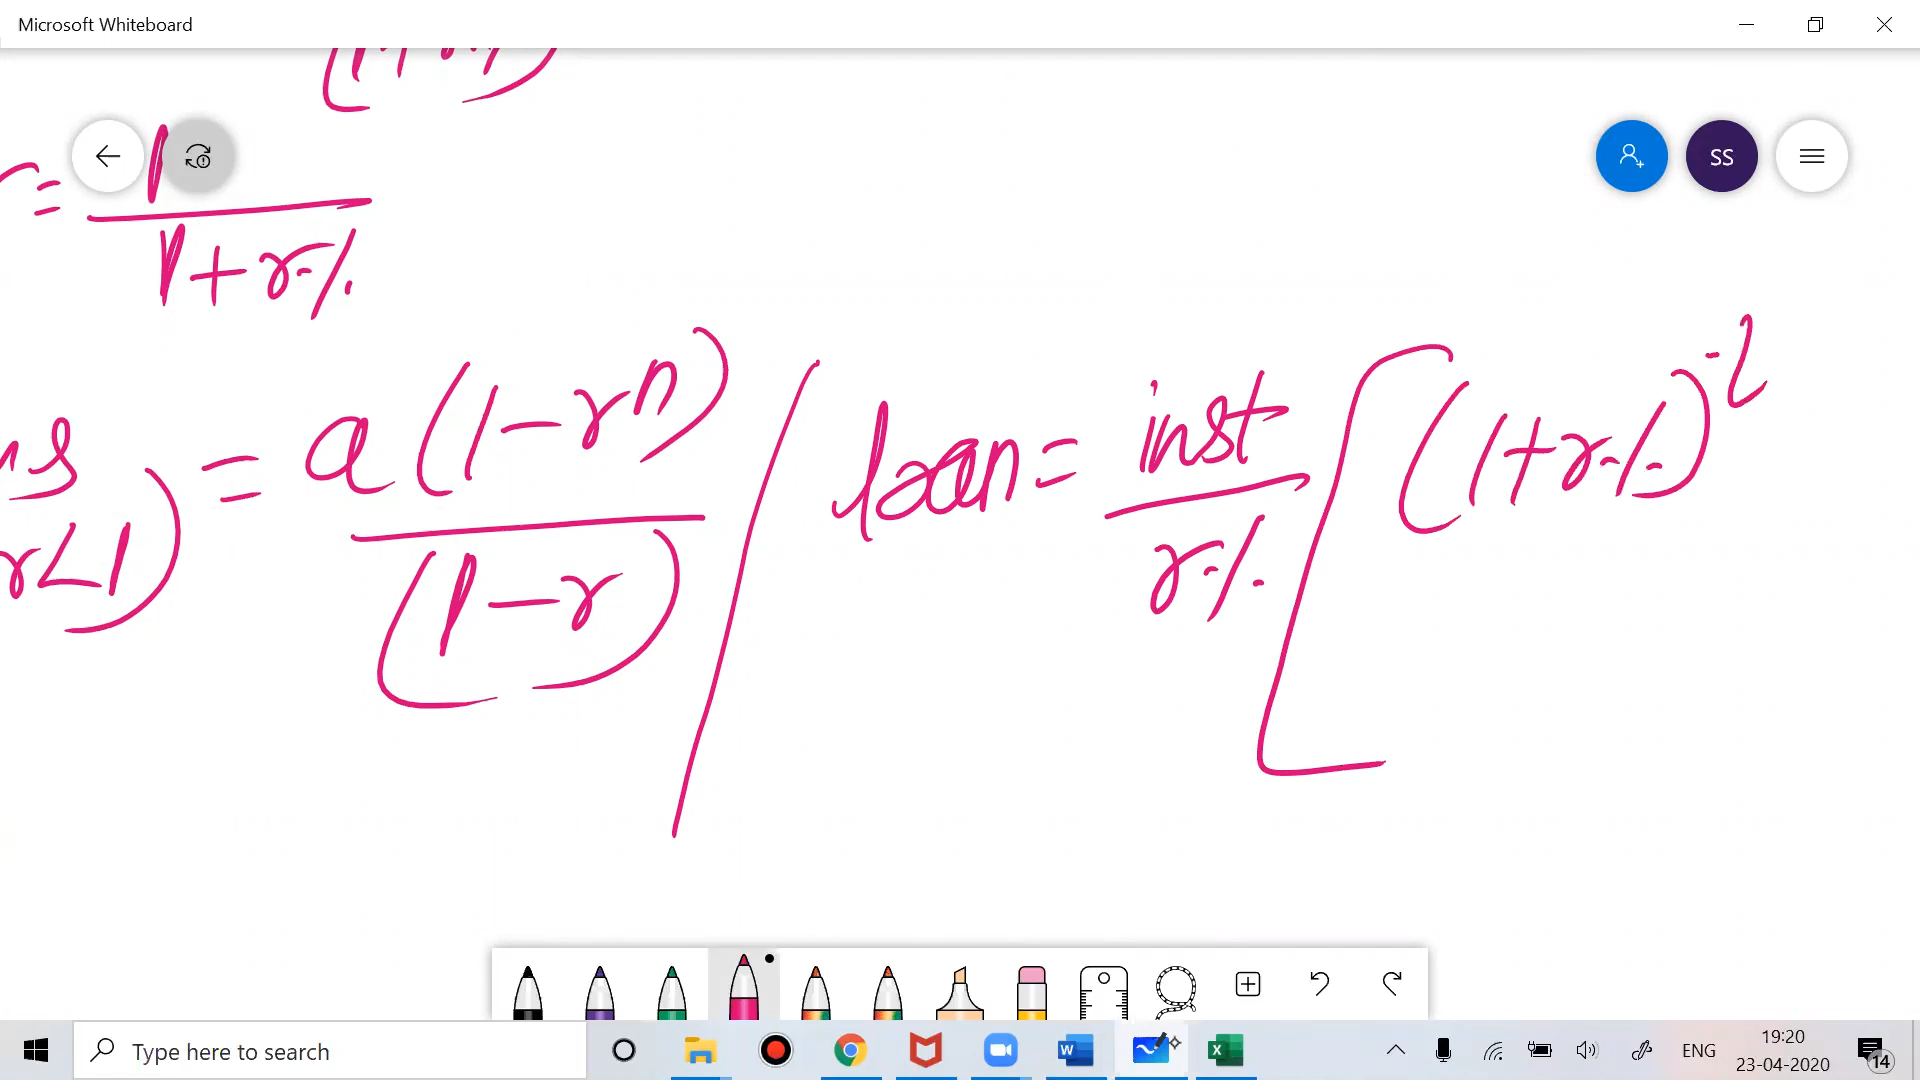 Microsoft Whiteboard
SS
= 1 / 1+r%
r<1) = a(1-r^n) / (1-r)
loan = inst / r% [ (1+r%)^-
Type here to search
ENG
19:20
23-04-2020
14